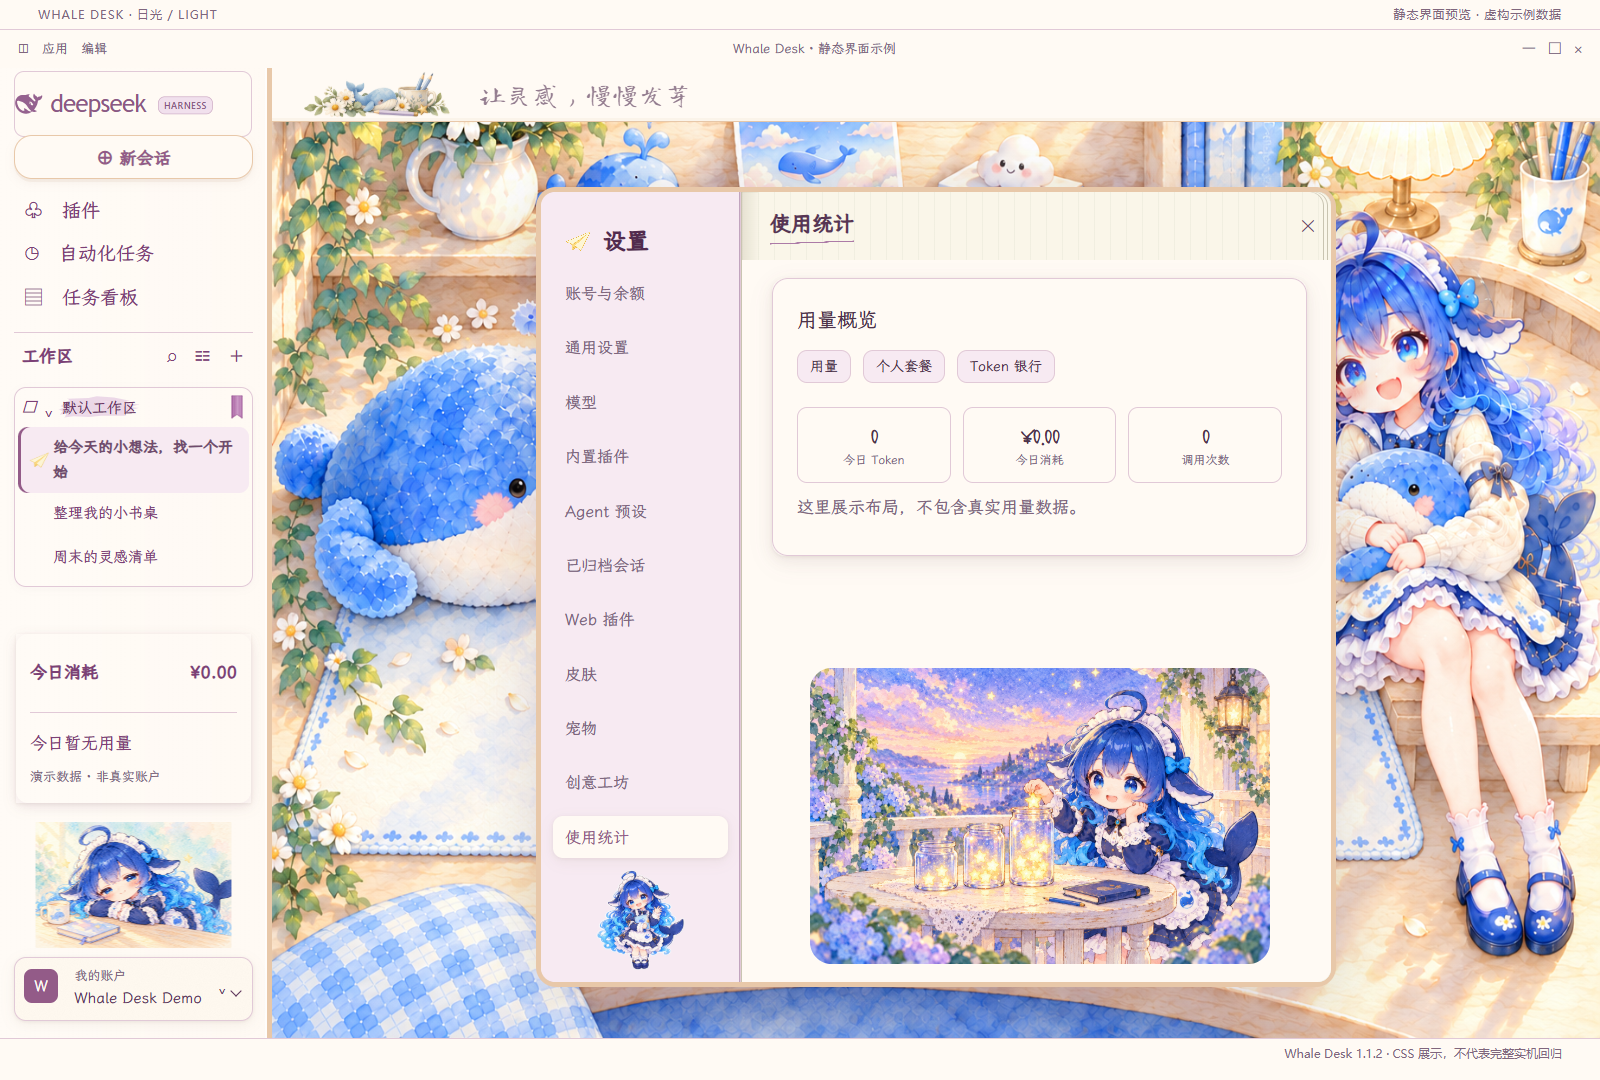 WHALE DESK · 日光 / LIGHT
静态界面预览 · 虚构示例数据
应用 编辑
Whale Desk · 静态界面示例
deepseek HARNESS
让灵感，慢慢发芽
新会话
插件
自动化任务
任务看板
工作区
默认工作区
给今天的小想法，找一个开
始
整理我的小书桌
周末的灵感清单
今日消耗 ¥0.00
今日暂无用量
演示数据 · 非真实账户
W
我的账户
Whale Desk Demo
设置
账号与余额
通用设置
模型
内置插件
Agent 预设
已归档会话
Web 插件
皮肤
宠物
创意工坊
使用统计
使用统计
用量概览
用量 个人套餐 Token 银行
0
今日 Token
¥0.00
今日消耗
0
调用次数
这里展示布局，不包含真实用量数据。
Whale Desk 1.1.2 · CSS 展示，不代表完整实机回归